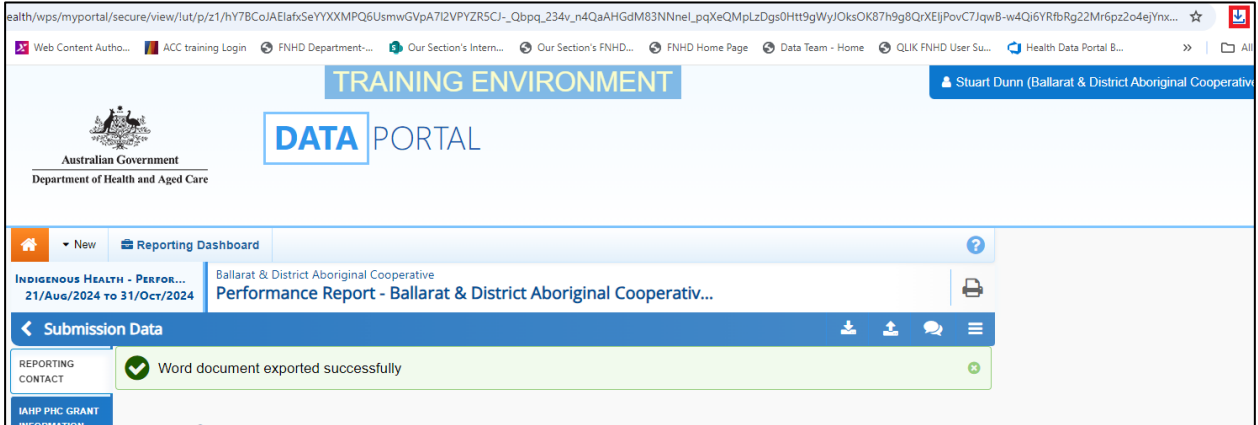 ealth/wps/myportal/secure/view/!ut/p/z1/hY7BCoJAEIafxSeYYXXMPQ6UsmwGVpA7l2VPYZR5CJ-_Qbpq_234v_n4QaAHGdM83NNnel_pqXeQMpLzDgs0Htt9gWyJOksOK87h9g8QrXEljPovC7JqwB-w4Qi6YRfbRg22Mr6pz2o4ejYnx...
Web Content Autho...
ACC training Login
FNHD Department-...
Our Section's Intern...
Our Section's FNHD...
FNHD Home Page
Data Team - Home
QLIK FNHD User Su...
Health Data Portal B...
»
All
TRAINING ENVIRONMENT
Stuart Dunn (Ballarat & District Aboriginal Cooperative
Australian Government
Department of Health and Aged Care
DATA PORTAL
New
Reporting Dashboard
?
Indigenous Health - Perfor...
21/Aug/2024 to 31/Oct/2024
Ballarat & District Aboriginal Cooperative
Performance Report - Ballarat & District Aboriginal Cooperativ...
Submission Data
REPORTING
CONTACT
Word document exported successfully
IAHP PHC GRANT
INFORMATION